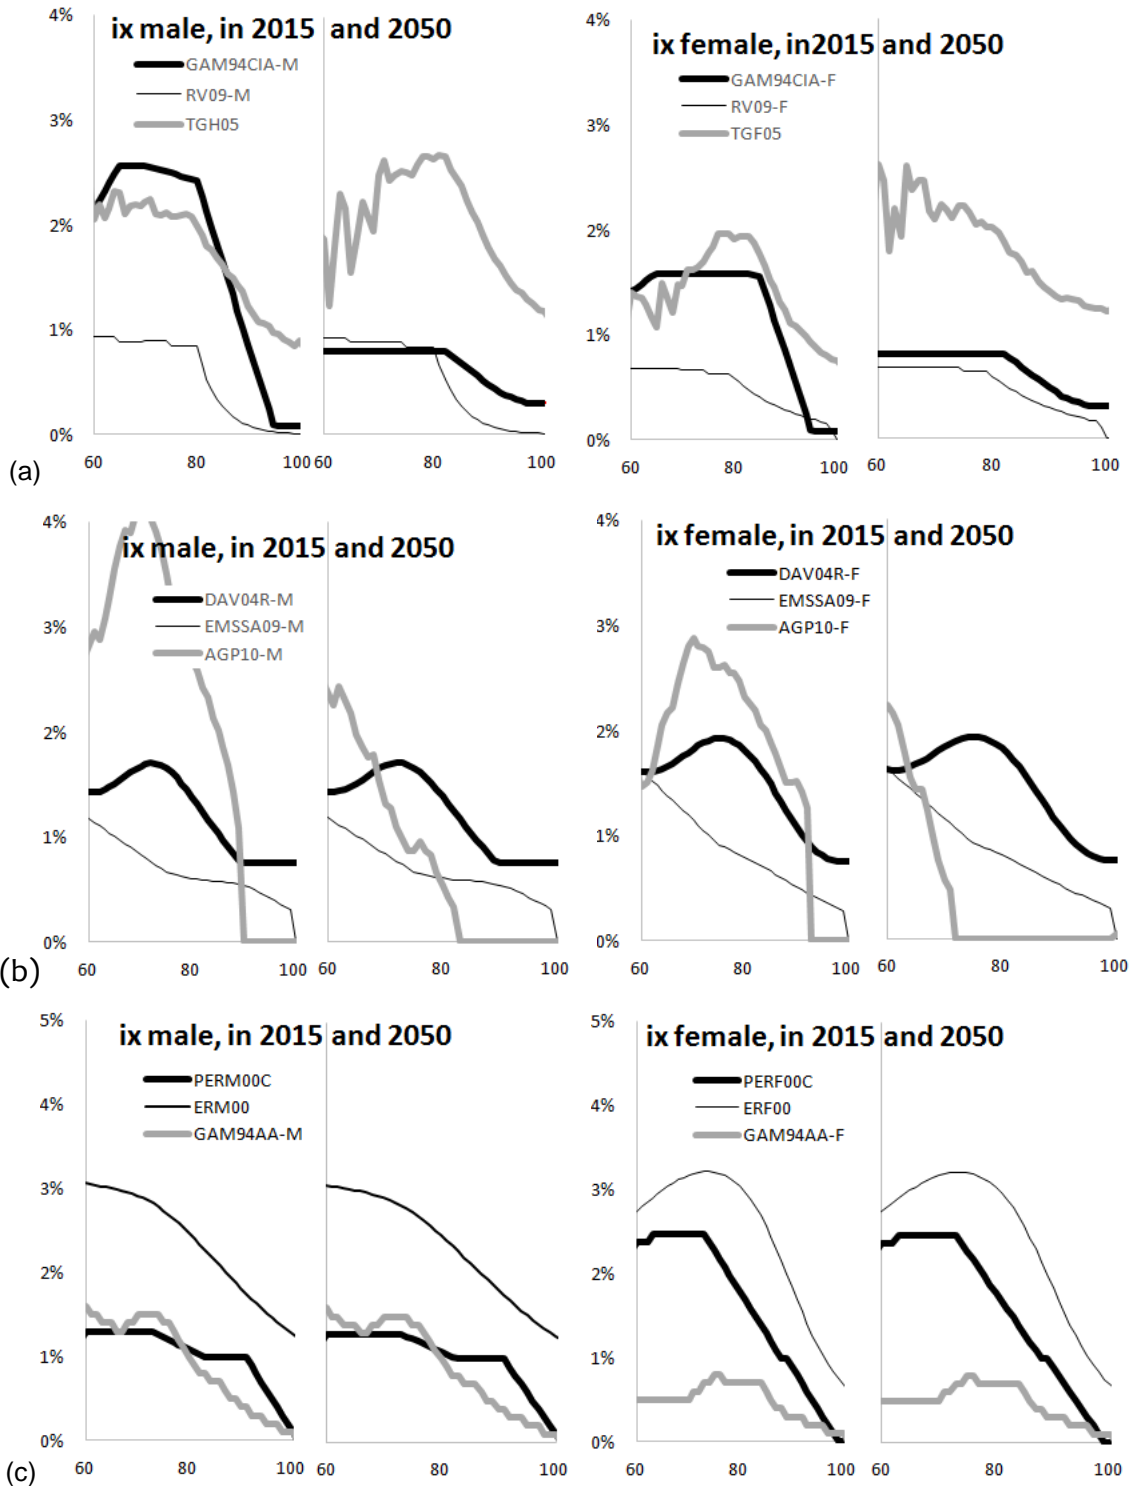 4%
ix male, in 2015 and 2050
GAM94CIA-M
RV09-M
TGH05
3%
2%
1%
0%
60 80 100 60 80 100
4%
ix female, in2015 and 2050
GAM94CIA-F
RV09-F
TGF05
3%
2%
1%
0%
60 80 100 60 80 100
(a)
4%
ix male, in 2015 and 2050
DAV04R-M
EMSSA09-M
AGP10-M
3%
2%
1%
0%
60 80 100 60 80 100
4%
ix female, in 2015 and 2050
DAV04R-F
EMSSA09-F
AGP10-F
3%
2%
1%
0%
60 80 100 60 80 100
(b)
5%
ix male, in 2015 and 2050
PERM00C
ERM00
GAM94AA-M
4%
3%
2%
1%
0%
60 80 100 60 80 100
5%
ix female, in 2015 and 2050
PERF00C
ERF00
GAM94AA-F
4%
3%
2%
1%
0%
60 80 100 60 80 100
(c)